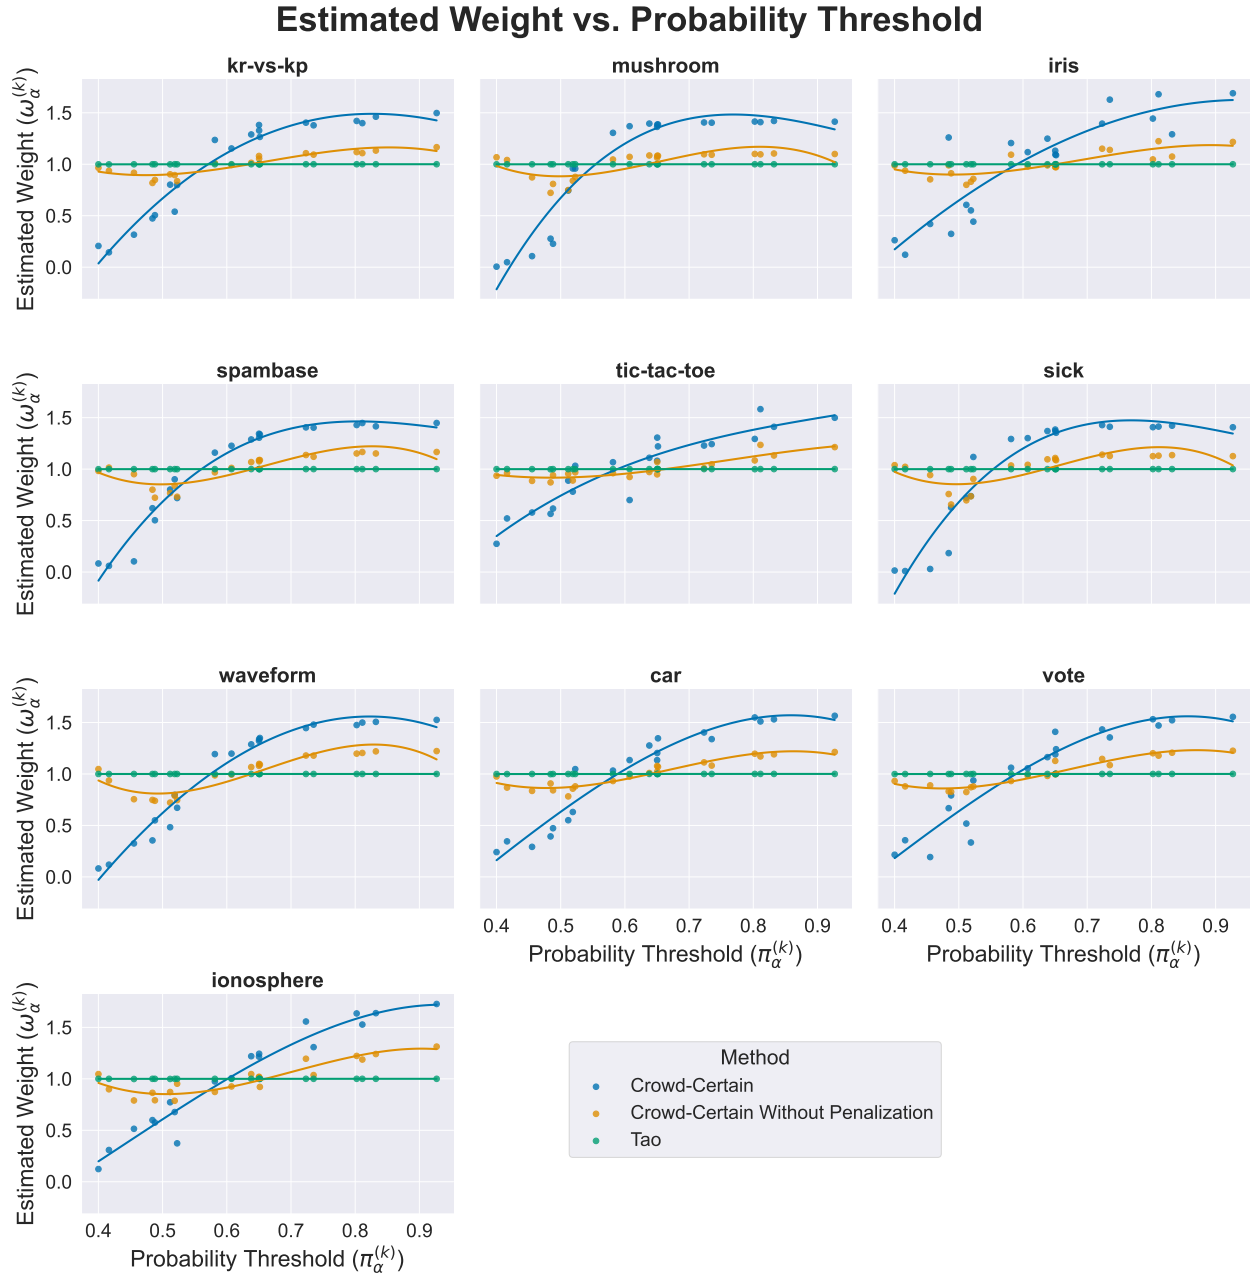 Estimated Weight vs. Probability Threshold
kr-vs-kp
mushroom
iris
Estimated Weight (ω_α^(k))
1.5
1.0
0.5
0.0
spambase
tic-tac-toe
sick
Estimated Weight (ω_α^(k))
1.5
1.0
0.5
0.0
waveform
car
vote
Estimated Weight (ω_α^(k))
1.5
1.0
0.5
0.0
0.4 0.5 0.6 0.7 0.8 0.9
Probability Threshold (π_α^(k))
0.4 0.5 0.6 0.7 0.8 0.9
Probability Threshold (π_α^(k))
ionosphere
Estimated Weight (ω_α^(k))
1.5
1.0
0.5
0.0
0.4 0.5 0.6 0.7 0.8 0.9
Probability Threshold (π_α^(k))
Method
Crowd-Certain
Crowd-Certain Without Penalization
Tao